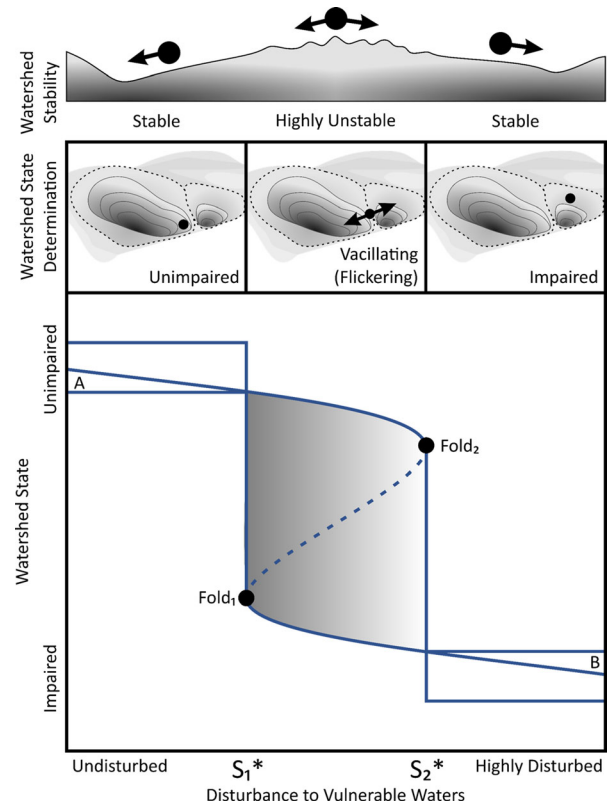 Watershed
Stability
Stable
Highly Unstable
Stable
Watershed State
Determination
Unimpaired
Vacillating
(Flickering)
Impaired
Watershed State
Unimpaired
Impaired
A
Fold₂
Fold₁
B
Undisturbed
S₁*
S₂*
Highly Disturbed
Disturbance to Vulnerable Waters